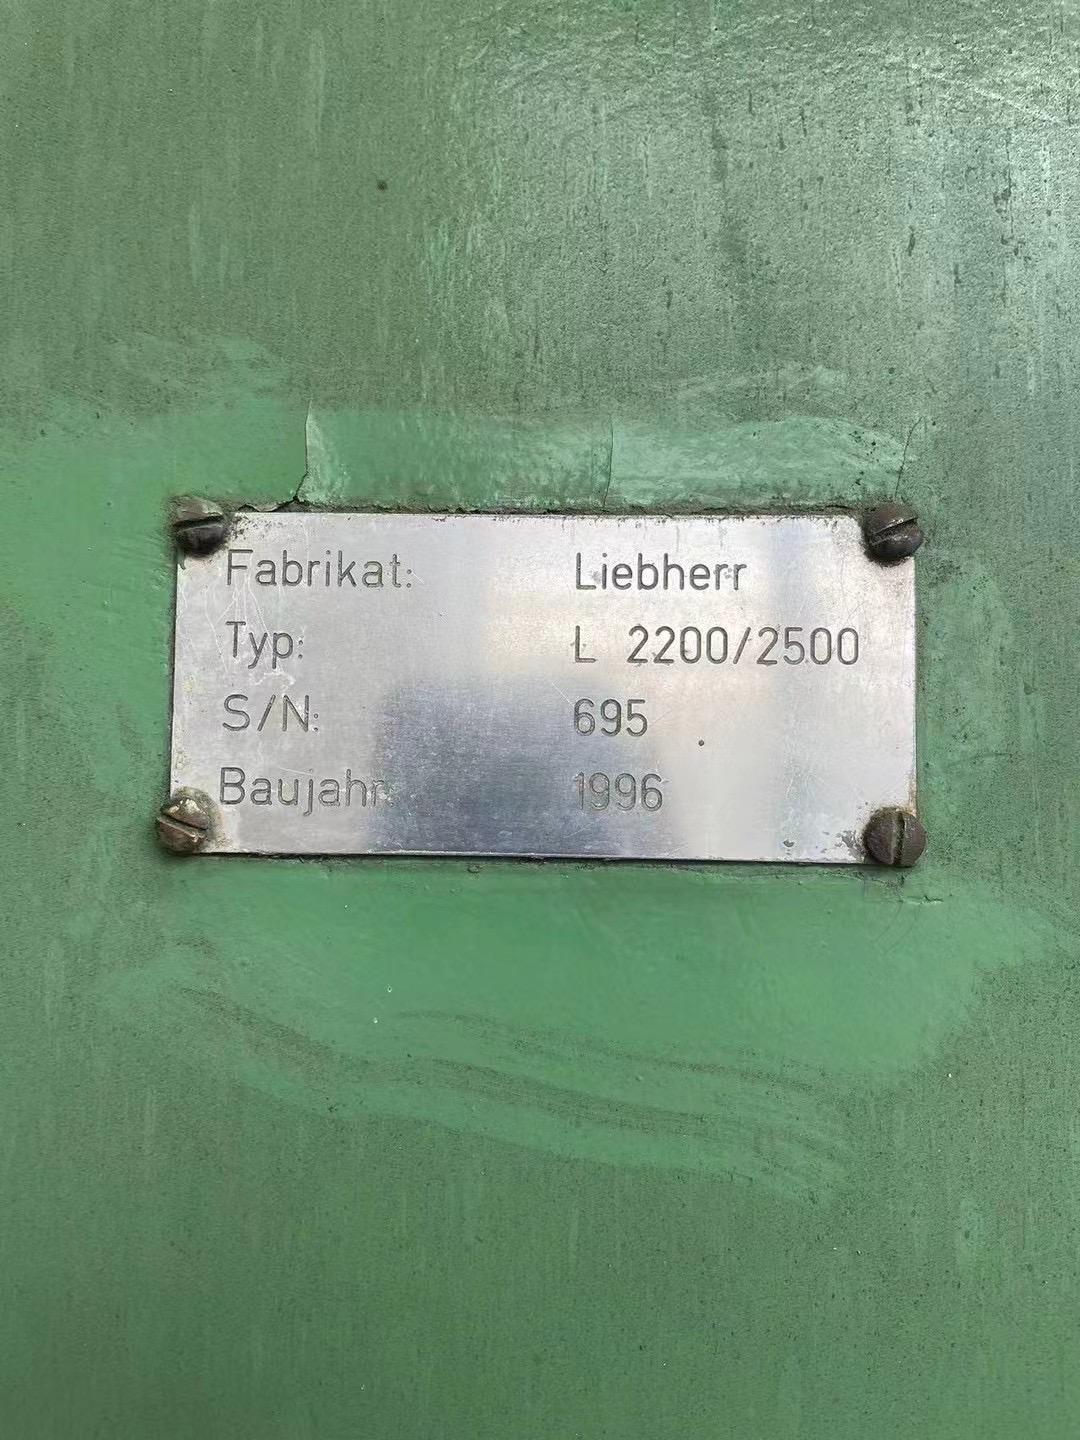 Fabrikat: Liebherr
Typ: L 2200/2500
S/N: 695
Baujahr: 1996